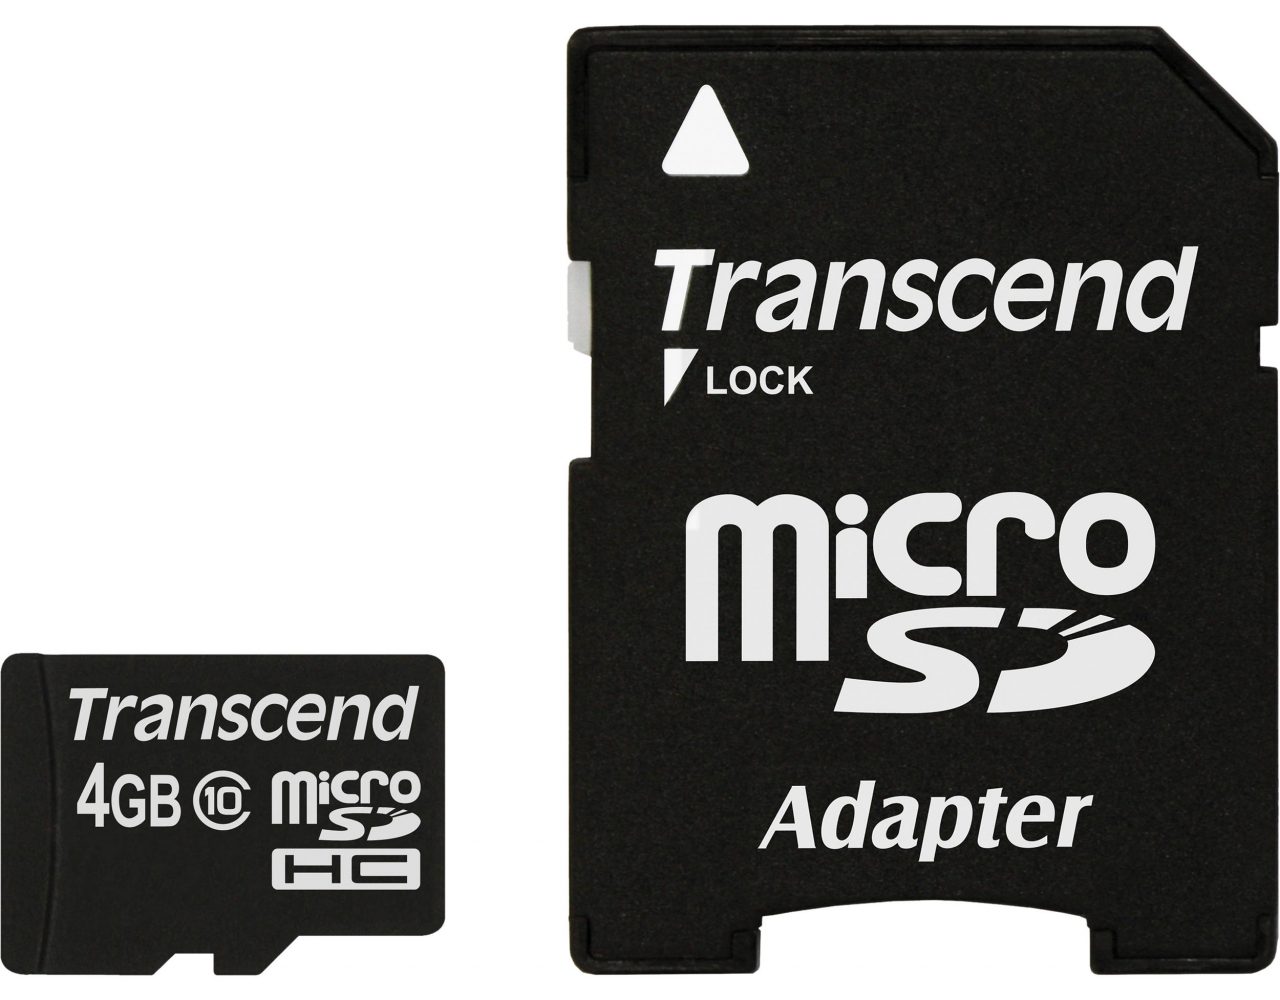 Transcend
LOCK
micro
SD
Adapter
Transcend
4GB 10 micro
SD
HC